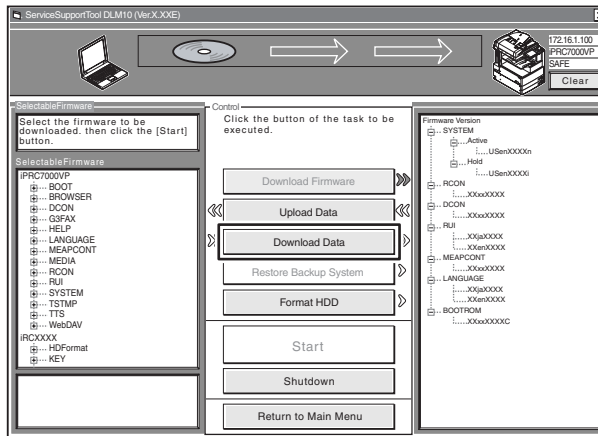 ServiceSupportTool DLM10 (Ver.X.XXE)
172.16.1.100
iPRC7000VP
SAFE
Clear
SelectableFirmware
Select the firmware to be
downloaded. then click the [Start]
button.
SelectableFirmware
iPRC7000VP
BOOT
BROWSER
DCON
G3FAX
HELP
LANGUAGE
MEAPCONT
MEDIA
RCON
RUI
SYSTEM
TSTMP
TTS
WebDAV
iRCXXXX
HDFormat
KEY
Control
Click the button of the task to be
executed.
Download Firmware
Upload Data
Download Data
Restore Backup System
Format HDD
Start
Shutdown
Return to Main Menu
Firmware Version
SYSTEM
Active
USenXXXXn
Hold
USenXXXXi
RCON
XXxxXXXX
DCON
XXxxXXXX
RUI
XXjaXXXX
XXenXXXX
MEAPCONT
XXxxXXXX
LANGUAGE
XXjaXXXX
XXenXXXX
BOOTROM
XXxxXXXXC